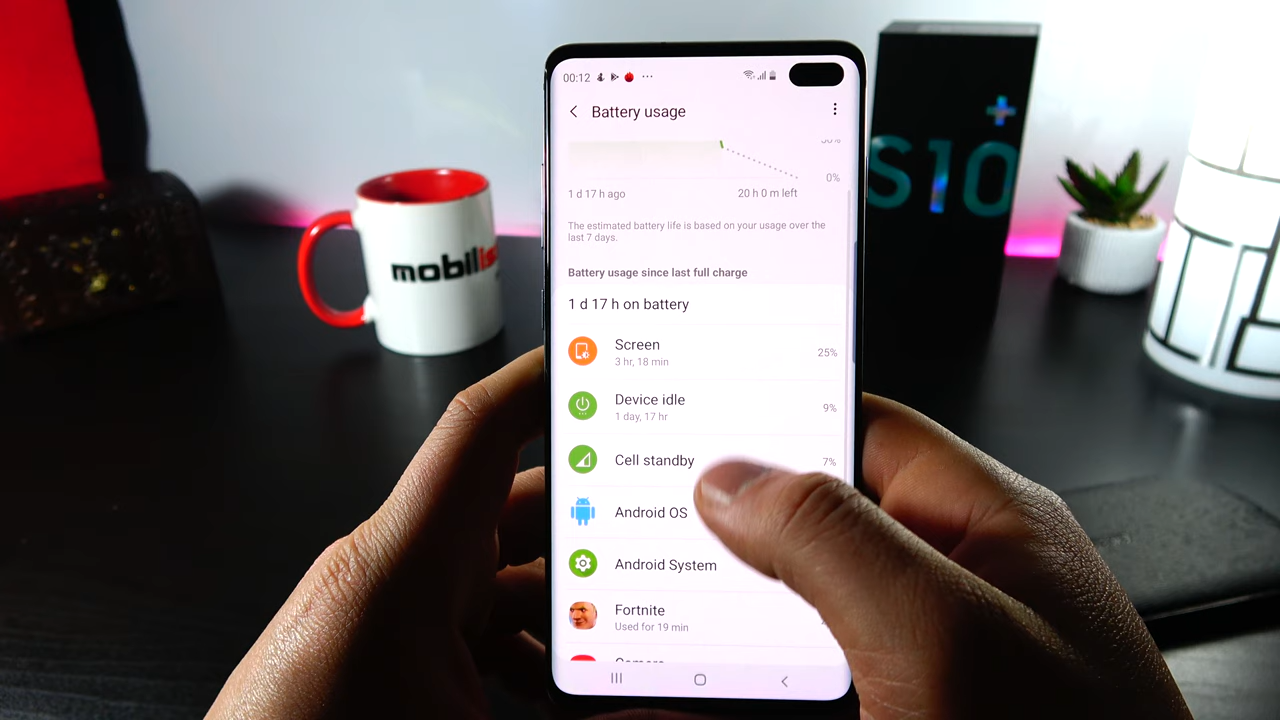 00:12
Battery usage
0%
1 d 17 h ago
20 h 0 m left
The estimated battery life is based on your usage over the
last 7 days.
Battery usage since last full charge
1 d 17 h on battery
Screen
3 hr, 18 min
25%
Device idle
1 day, 17 hr
9%
Cell standby
7%
Android OS
Android System
Fortnite
Used for 19 min
mobil
S10
+